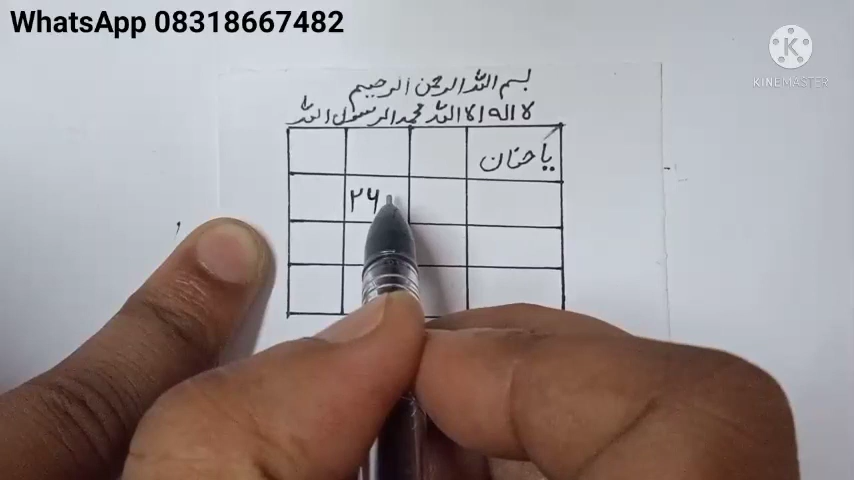 WhatsApp 08318667482
K
KINEMASTER
بسم اللہ الرحمن الرحیم
لا الہ الا اللہ محمد الرسول اللہ
یا حنان
۲۶